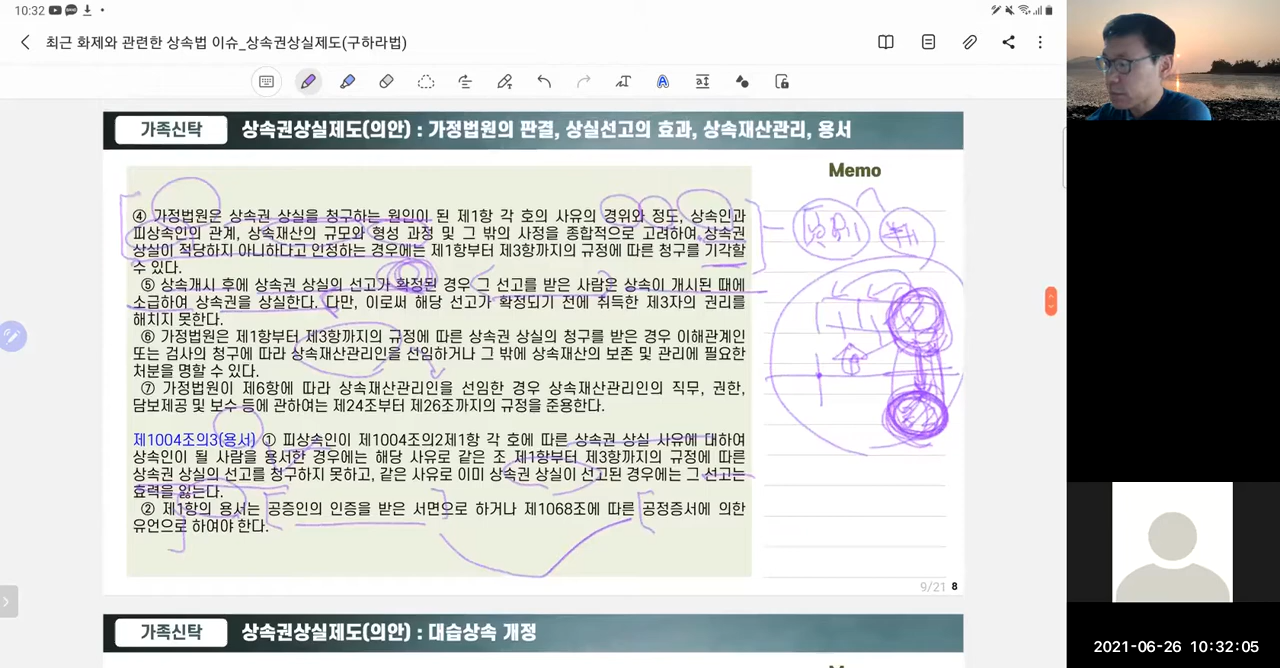 10:32
최근 화제와 관련한 상속법 이슈_상속권상실제도(구하라법)
가족신탁 상속권상실제도(의안) : 가정법원의 판결, 상실선고의 효과, 상속재산관리, 용서
Memo
④ 가정법원은 상속권 상실을 청구하는 원인이 된 제1항 각 호의 사유의 경위와 정도, 상속인과
피상속인의 관계, 상속재산의 규모와 형성 과정 및 그 밖의 사정을 종합적으로 고려하여 상속권
상실이 적당하지 아니하다고 인정하는 경우에는 제1항부터 제3항까지의 규정에 따른 청구를 기각할
수 있다.
⑤ 상속개시 후에 상속권 상실의 선고가 확정된 경우 그 선고를 받은 사람은 상속이 개시된 때에
소급하여 상속권을 상실한다. 다만, 이로써 해당 선고가 확정되기 전에 취득한 제3자의 권리를
해치지 못한다.
⑥ 가정법원은 제1항부터 제3항까지의 규정에 따른 상속권 상실의 청구를 받은 경우 이해관계인
또는 검사의 청구에 따라 상속재산관리인을 선임하거나 그 밖에 상속재산의 보존 및 관리에 필요한
처분을 명할 수 있다.
⑦ 가정법원이 제6항에 따라 상속재산관리인을 선임한 경우 상속재산관리인의 직무, 권한,
담보제공 및 보수 등에 관하여는 제24조부터 제26조까지의 규정을 준용한다.
제1004조의3(용서) ① 피상속인이 제1004조의2제1항 각 호에 따른 상속권 상실 사유에 대하여
상속인이 될 사람을 용서한 경우에는 해당 사유로 같은 조 제1항부터 제3항까지의 규정에 따른
상속권 상실의 선고를 청구하지 못하고, 같은 사유로 이미 상속권 상실이 선고된 경우에는 그 선고는
효력을 잃는다.
② 제1항의 용서는 공증인의 인증을 받은 서면으로 하거나 제1068조에 따른 공정증서에 의한
유언으로 하여야 한다.
9/21 8
가족신탁 상속권상실제도(의안) : 대습상속 개정
2021-06-26 10:32:05